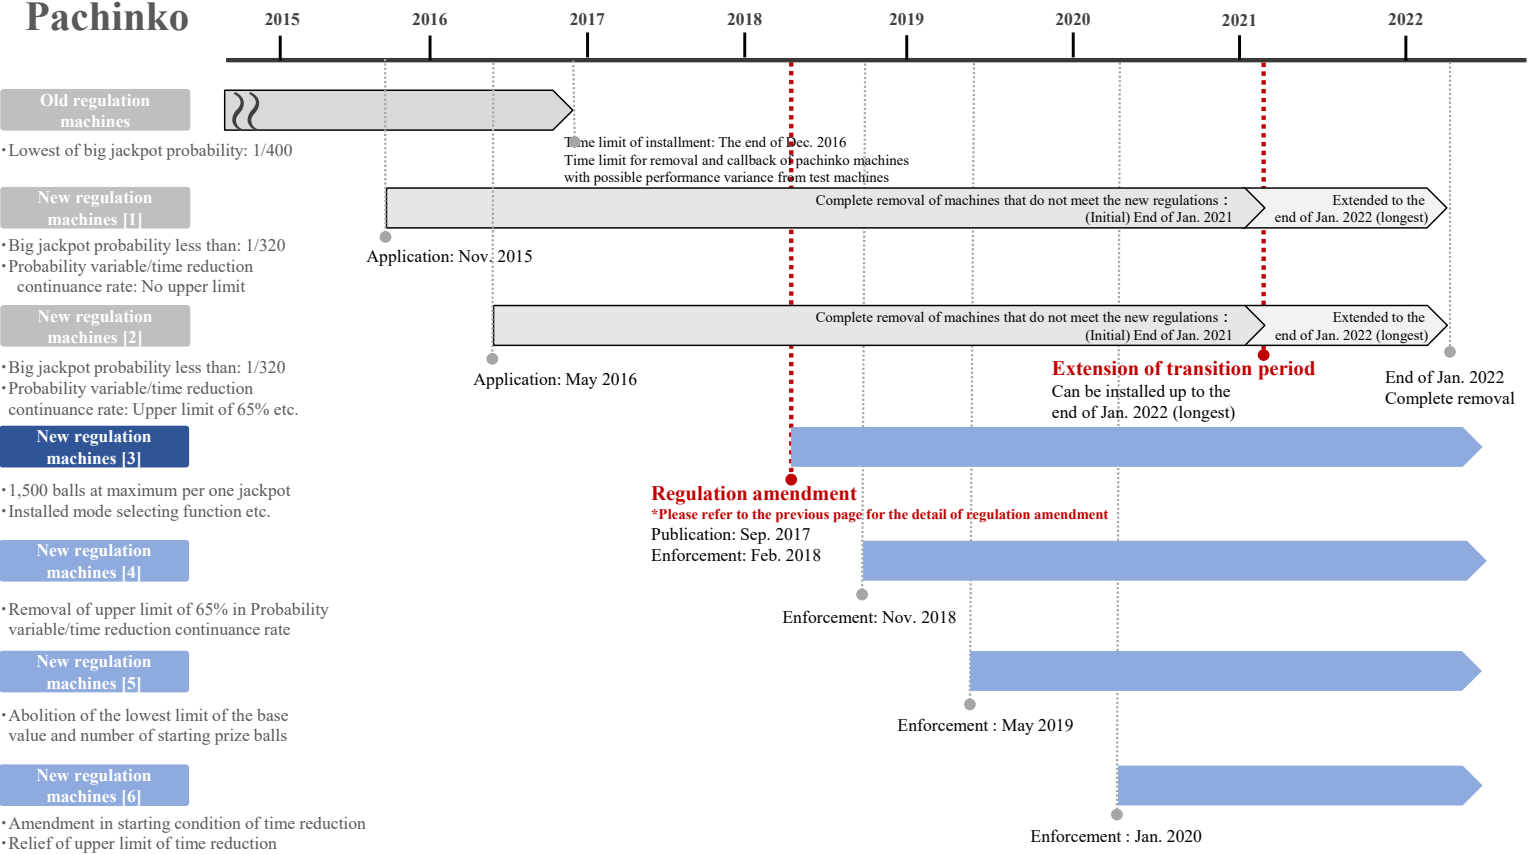 Pachinko
2015 2016 2017 2018 2019 2020 2021 2022
Old regulation
machines
・Lowest of big jackpot probability: 1/400
Time limit of installment: The end of Dec. 2016
Time limit for removal and callback of pachinko machines
with possible performance variance from test machines
New regulation
machines [1]
Complete removal of machines that do not meet the new regulations：
(Initial) End of Jan. 2021
Extended to the
end of Jan. 2022 (longest)
・Big jackpot probability less than: 1/320
・Probability variable/time reduction
continuance rate: No upper limit
Application: Nov. 2015
New regulation
machines [2]
Complete removal of machines that do not meet the new regulations：
(Initial) End of Jan. 2021
Extended to the
end of Jan. 2022 (longest)
・Big jackpot probability less than: 1/320
・Probability variable/time reduction
continuance rate: Upper limit of 65% etc.
Application: May 2016
Extension of transition period
Can be installed up to the
end of Jan. 2022 (longest)
End of Jan. 2022
Complete removal
New regulation
machines [3]
・1,500 balls at maximum per one jackpot
・Installed mode selecting function etc.
Regulation amendment
*Please refer to the previous page for the detail of regulation amendment
Publication: Sep. 2017
Enforcement: Feb. 2018
New regulation
machines [4]
・Removal of upper limit of 65% in Probability
variable/time reduction continuance rate
Enforcement: Nov. 2018
New regulation
machines [5]
・Abolition of the lowest limit of the base
value and number of starting prize balls
Enforcement : May 2019
New regulation
machines [6]
・Amendment in starting condition of time reduction
・Relief of upper limit of time reduction
Enforcement : Jan. 2020